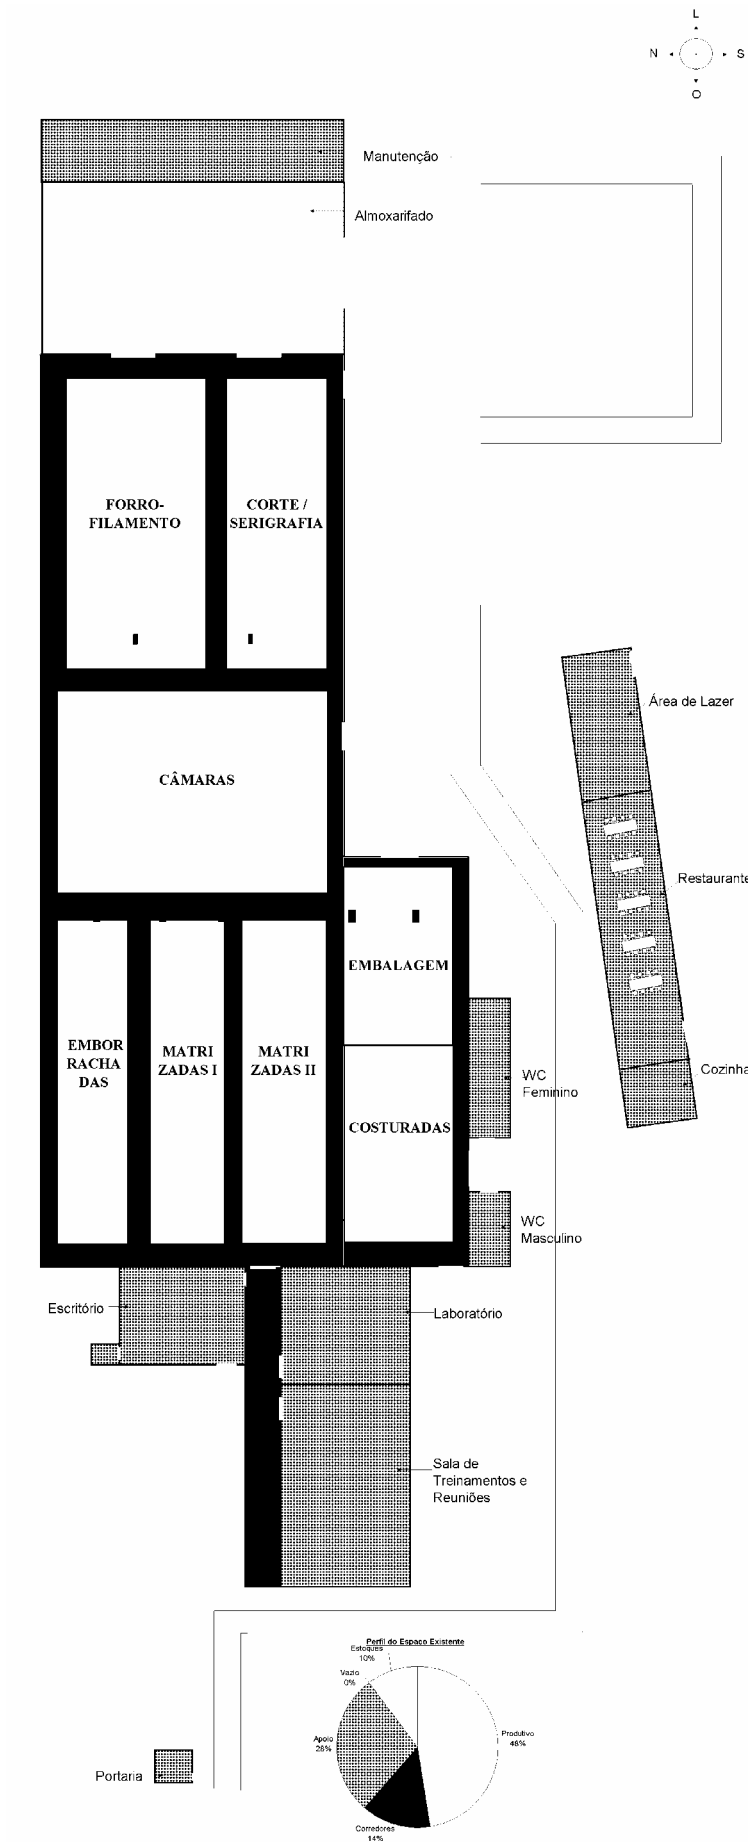 L
N
S
O
Manutenção
Almoxarifado
FORRO-
FILAMENTO
CORTE /
SERIGRAFIA
Área de Lazer
CÂMARAS
Restaurante
EMBALAGEM
EMBOR
RACHA
DAS
MATRI
ZADAS I
MATRI
ZADAS II
WC
Feminino
Cozinha
COSTURADAS
WC
Masculino
Escritório
Laboratório
Sala de
Treinamentos e
Reuniões
Perfil do Espaço Existente
Estoques
10%
Vazio
0%
Apoio
28%
Produtivo
48%
Portaria
Corredores
14%